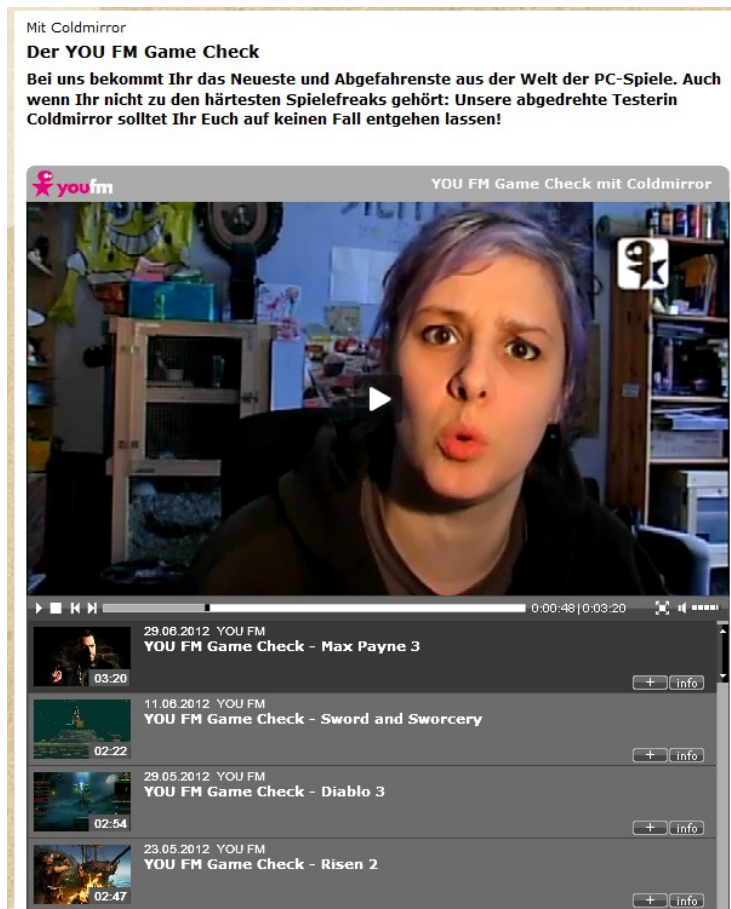 Mit Coldmirror
Der YOU FM Game Check
Bei uns bekommt Ihr das Neueste und Abgefahrenste aus der Welt der PC-Spiele. Auch
wenn Ihr nicht zu den härtesten Spielefreaks gehört: Unsere abgedrehte Testerin
Coldmirror solltet Ihr Euch auf keinen Fall entgehen lassen!
youfm
YOU FM Game Check mit Coldmirror
0:00:48|0:03:20
29.06.2012 YOU FM
YOU FM Game Check - Max Payne 3
03:20
+ info
11.06.2012 YOU FM
YOU FM Game Check - Sword and Sworcery
02:22
+ info
29.05.2012 YOU FM
YOU FM Game Check - Diablo 3
02:54
+ info
23.05.2012 YOU FM
YOU FM Game Check - Risen 2
02:47
+ info